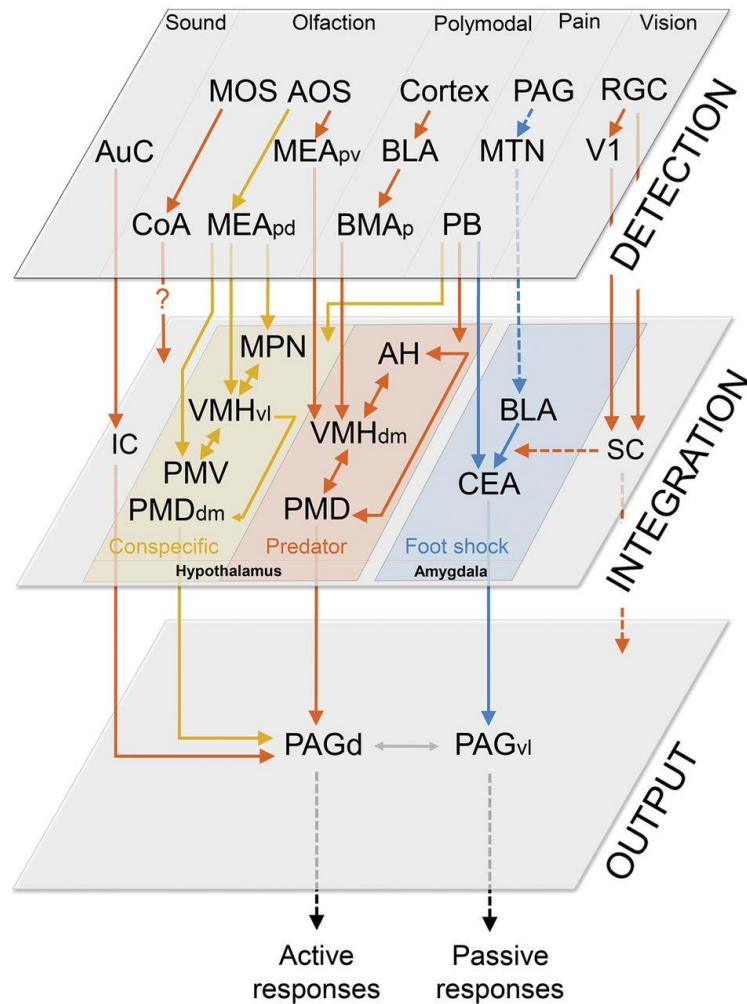 Sound Olfaction Polymodal Pain Vision
MOS AOS Cortex PAG RGC
AuC MEApv BLA MTN V1
CoA MEApd BMAp PB
DETECTION
?
MPN AH
VMHvl BLA
IC VMHdm SC
PMV CEA
PMDdm PMD
Conspecific Predator Foot shock
Hypothalamus Amygdala
INTEGRATION
PAGd PAGvl
OUTPUT
Active responses
Passive responses